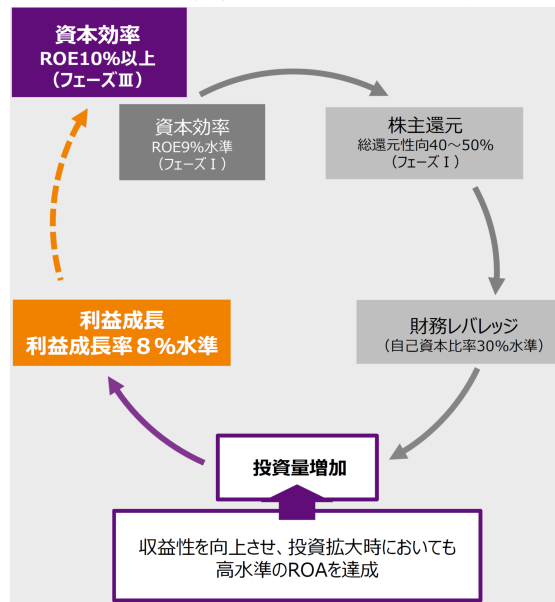 資本効率
ROE10%以上
（フェーズⅢ）
資本効率
ROE9%水準
（フェーズⅠ）
株主還元
総還元性向40～50%
（フェーズⅠ）
利益成長
利益成長率８%水準
財務レバレッジ
（自己資本比率30%水準）
投資量増加
収益性を向上させ、投資拡大時においても
高水準のROAを達成